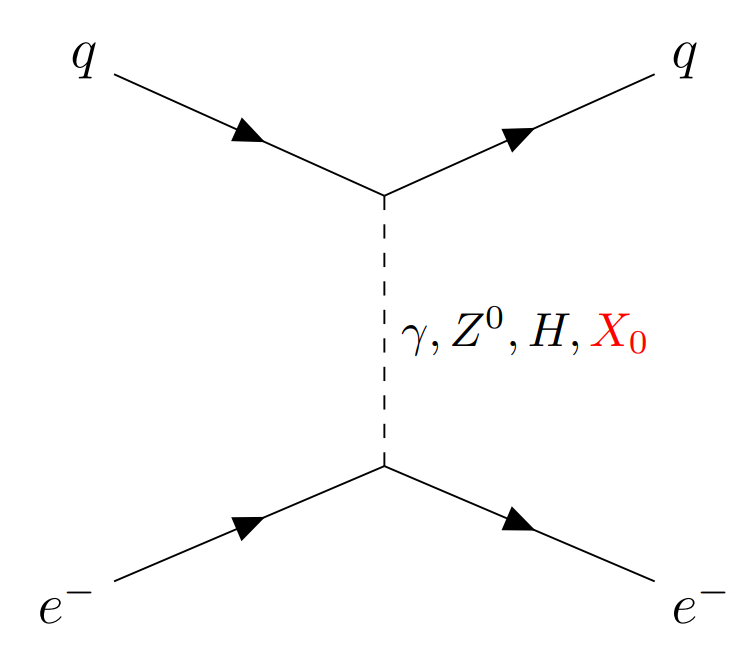 q q
γ, Z⁰, H, X₀
e⁻ e⁻